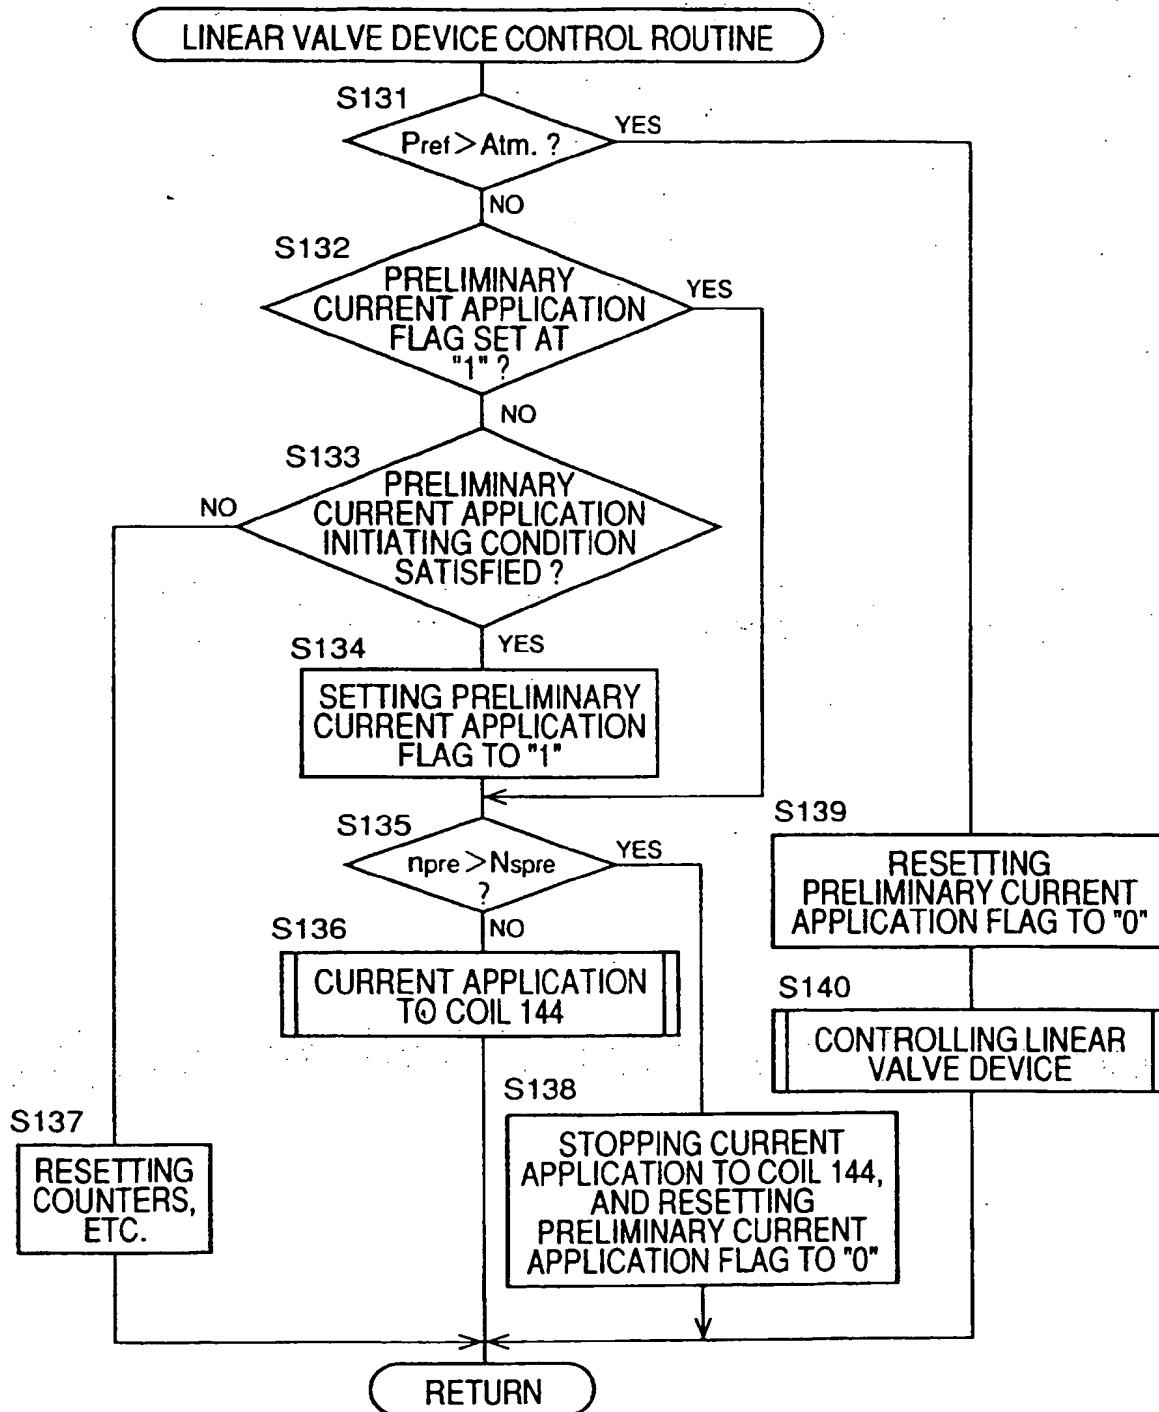 LINEAR VALVE DEVICE CONTROL ROUTINE
S131
Pref>Atm. ?
YES
NO
S132
PRELIMINARY
CURRENT APPLICATION
FLAG SET AT
"1" ?
YES
NO
S133
PRELIMINARY
CURRENT APPLICATION
INITIATING CONDITION
SATISFIED ?
NO
YES
S134
SETTING PRELIMINARY
CURRENT APPLICATION
FLAG TO "1"
S135
npre>Nspre
?
YES
NO
S136
CURRENT APPLICATION
TO COIL 144
S139
RESETTING
PRELIMINARY CURRENT
APPLICATION FLAG TO "0"
S140
CONTROLLING LINEAR
VALVE DEVICE
S137
RESETTING
COUNTERS,
ETC.
S138
STOPPING CURRENT
APPLICATION TO COIL 144,
AND RESETTING
PRELIMINARY CURRENT
APPLICATION FLAG TO "0"
RETURN